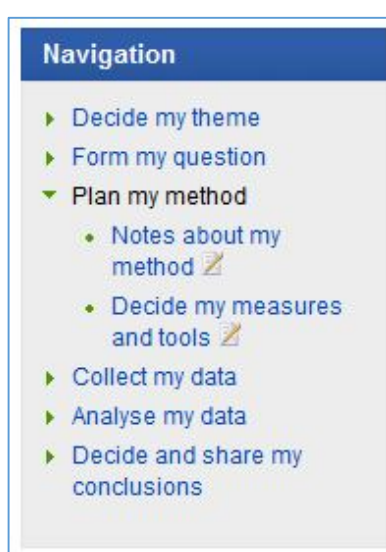 Navigation
Decide my theme
Form my question
Plan my method
Notes about my
method
Decide my measures
and tools
Collect my data
Analyse my data
Decide and share my
conclusions